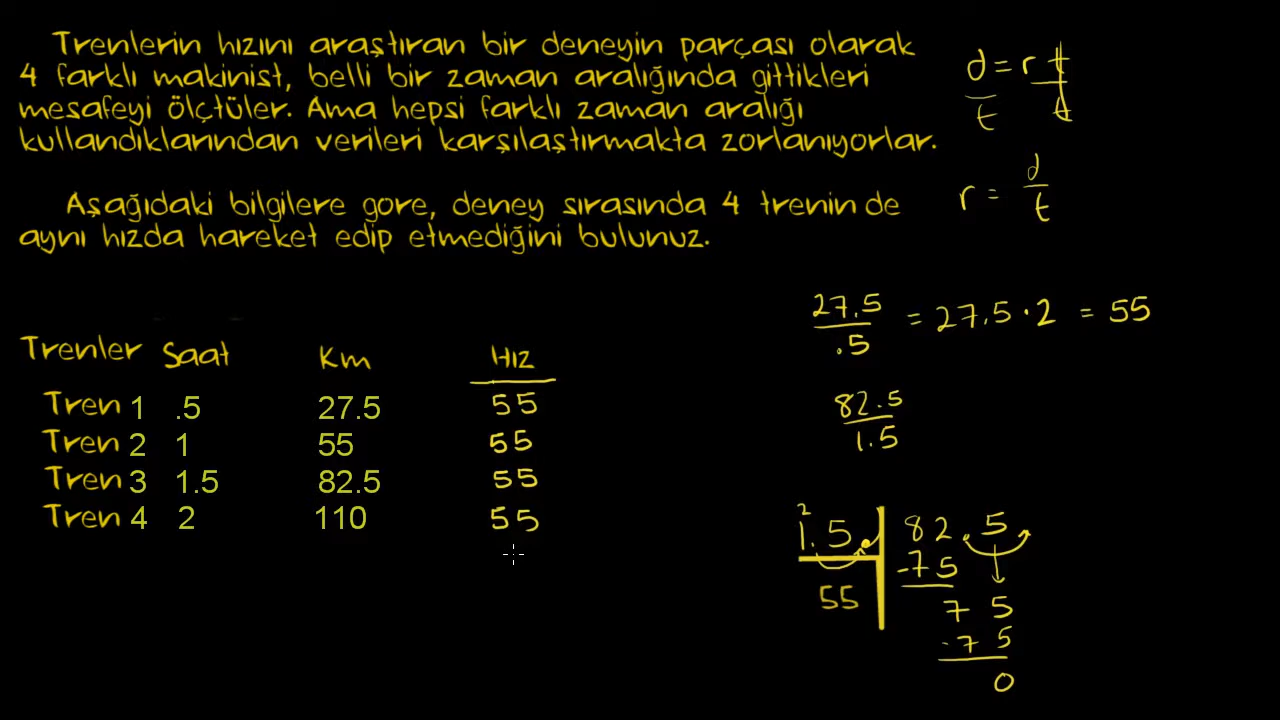 Trenlerin hızını araştıran bir deneyin parçası olarak
4 farklı makinist, belli bir zaman aralığında gittikleri
mesafeyi ölçtüler. Ama hepsi farklı zaman aralığı
kullandıklarından verileri karşılaştırmakta zorlanıyorlar.
Aşağıdaki bilgilere gore, deney sırasında 4 trenin de
aynı hızda hareket edip etmediğini bulunuz.
d = r t
t t
r = d
t
27.5 = 27.5 · 2 = 55
.5
82.5
1.5
Trenler Saat Km Hız
Tren 1 .5 27.5 55
Tren 2 1 55 55
Tren 3 1.5 82.5 55
Tren 4 2 110 55
2
1.5. 82.5.
-75
55
75
-75
0